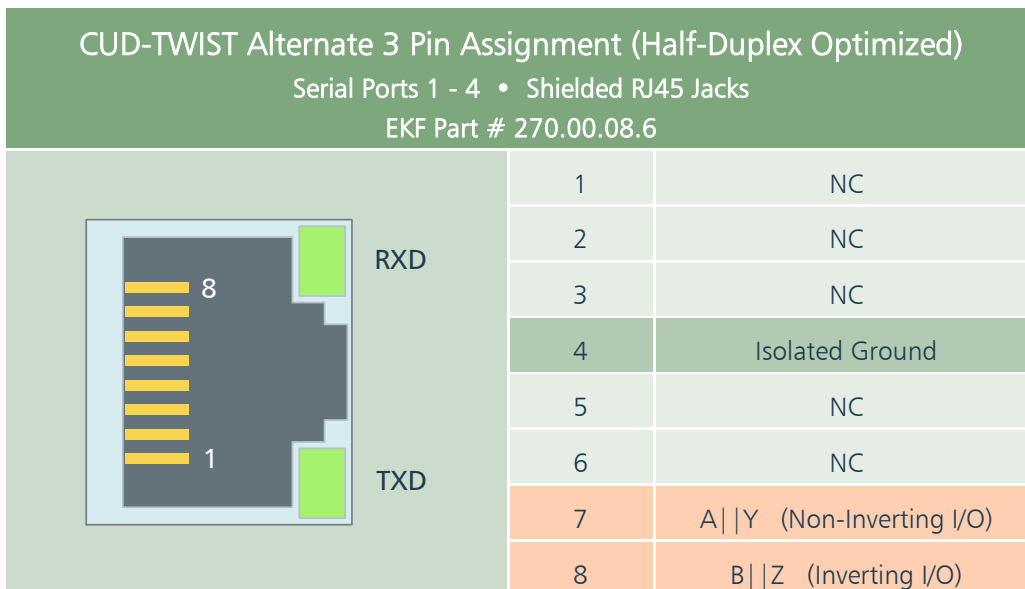 CUD-TWIST Alternate 3 Pin Assignment (Half-Duplex Optimized)
Serial Ports 1 - 4 • Shielded RJ45 Jacks
EKF Part # 270.00.08.6
RXD
8
1
TXD
1 NC
2 NC
3 NC
4 Isolated Ground
5 NC
6 NC
7 A||Y (Non-Inverting I/O)
8 B||Z (Inverting I/O)